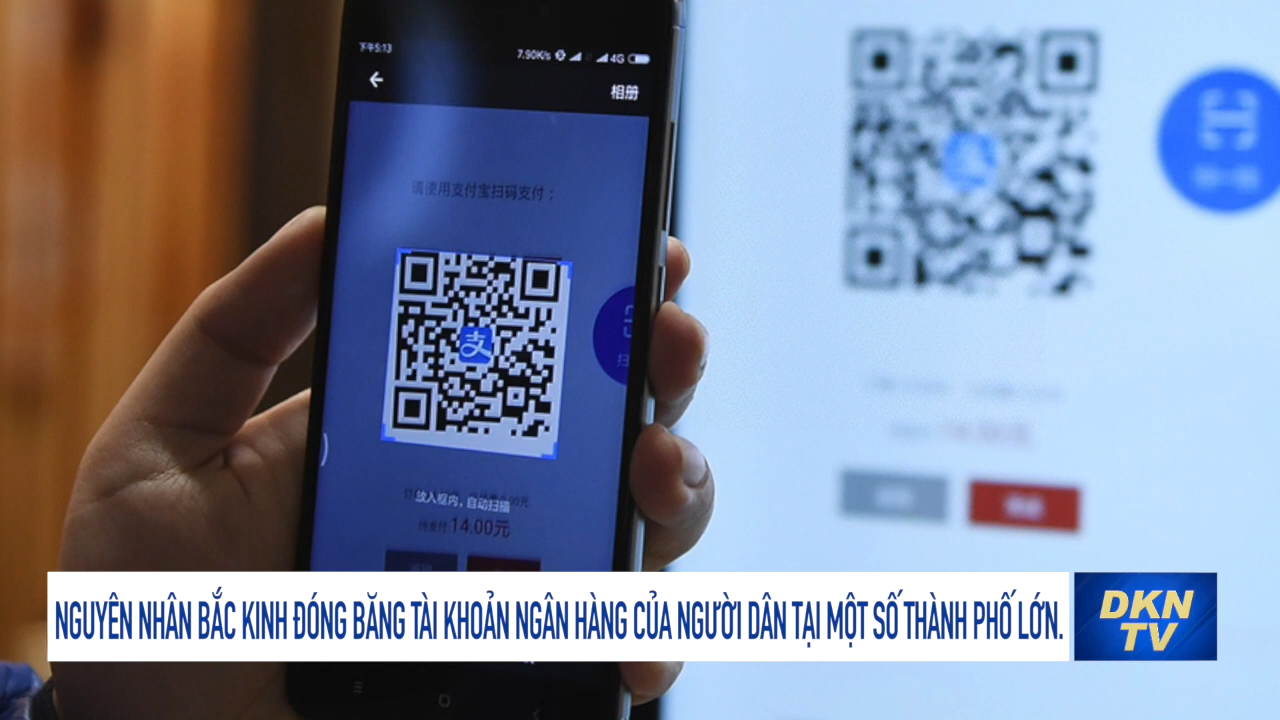 下午5:13
7.90K/s
4G
相册
请使用支付宝扫码支付：
支
扫
放入框内，自动扫描
待支付 14.00元
NGUYÊN NHÂN BẮC KINH ĐÓNG BĂNG TÀI KHOẢN NGÂN HÀNG CỦA NGƯỜI DÂN TẠI MỘT SỐ THÀNH PHỐ LỚN.
DKN
TV